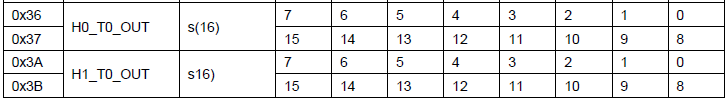 0x36 H0_T0_OUT s(16) 7 6 5 4 3 2 1 0
0x37 15 14 13 12 11 10 9 8
0x3A H1_T0_OUT s16) 7 6 5 4 3 2 1 0
0x3B 15 14 13 12 11 10 9 8